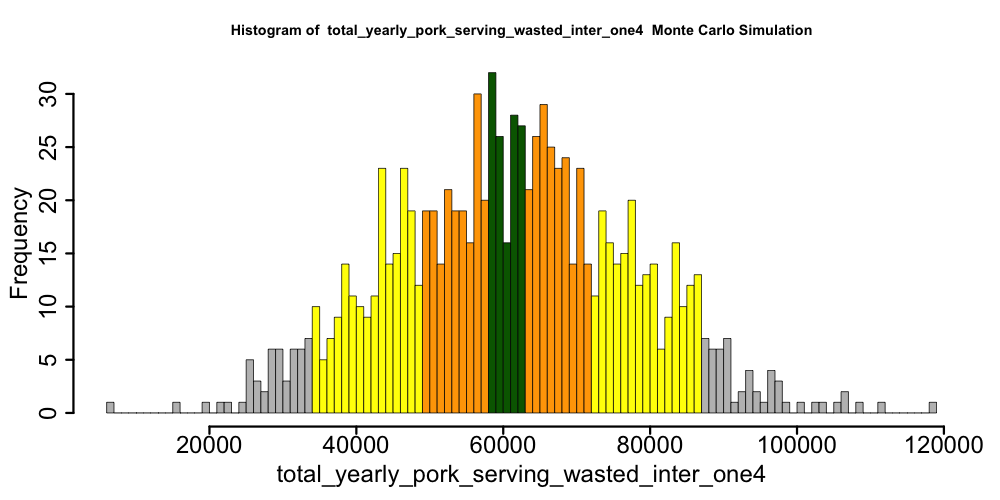 Histogram of total_yearly_pork_serving_wasted_inter_one4 Monte Carlo Simulation
Frequency
30
25
20
15
10
5
0
20000 40000 60000 80000 100000 120000
total_yearly_pork_serving_wasted_inter_one4